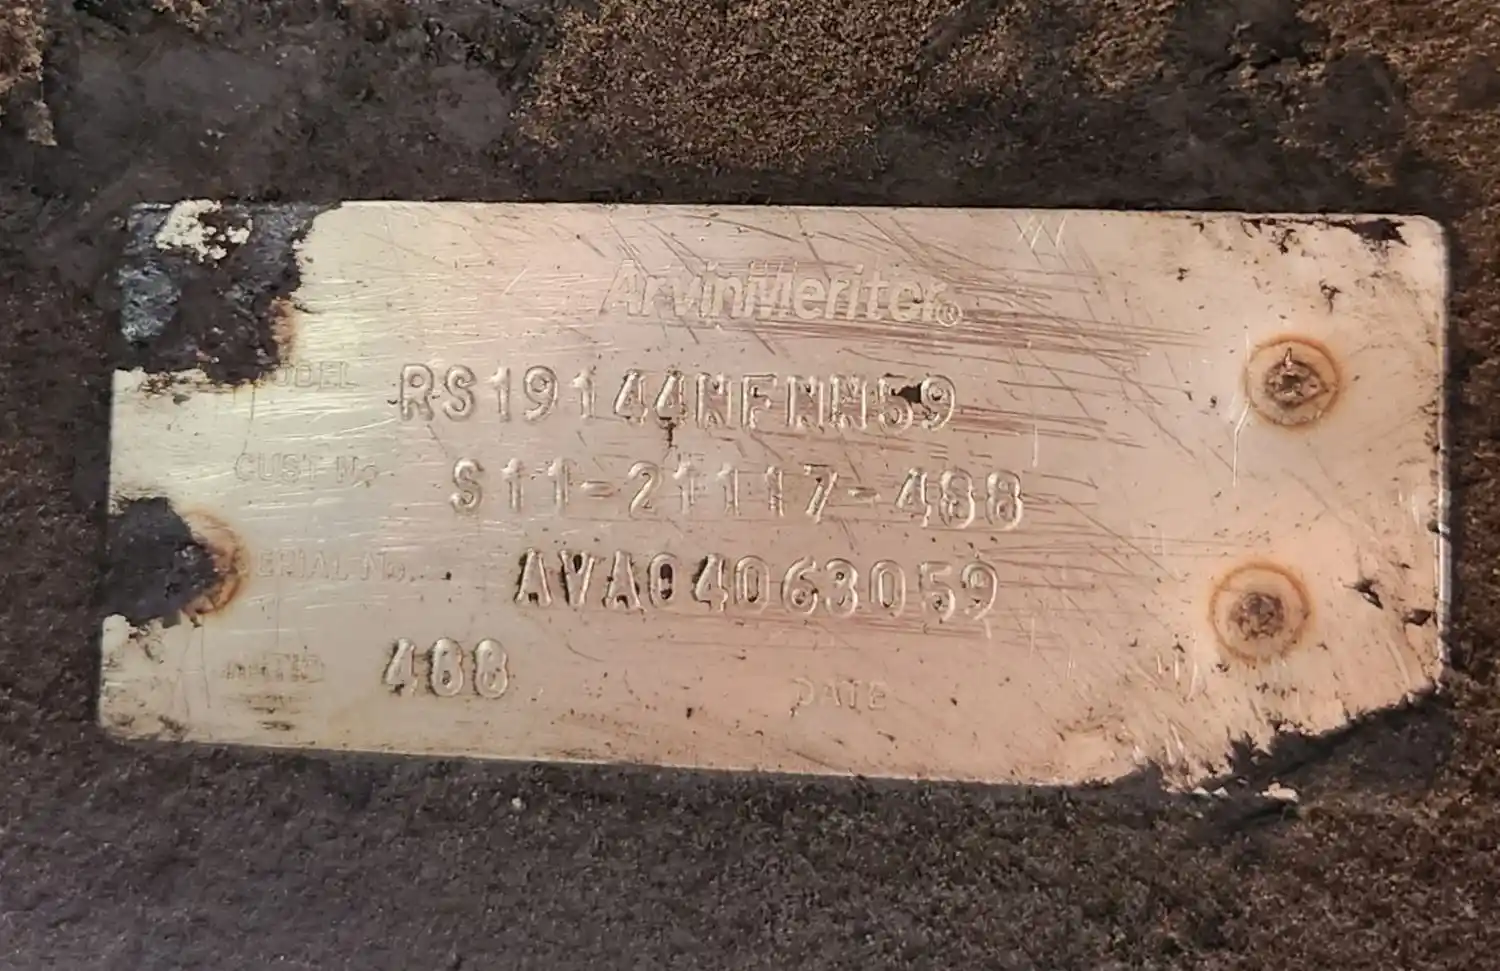 ArvinMeritor®
MODEL RS19144NFNN59
CUST No. S11-21117-488
SERIAL No. AVA04063059
RATIO 488 DATE